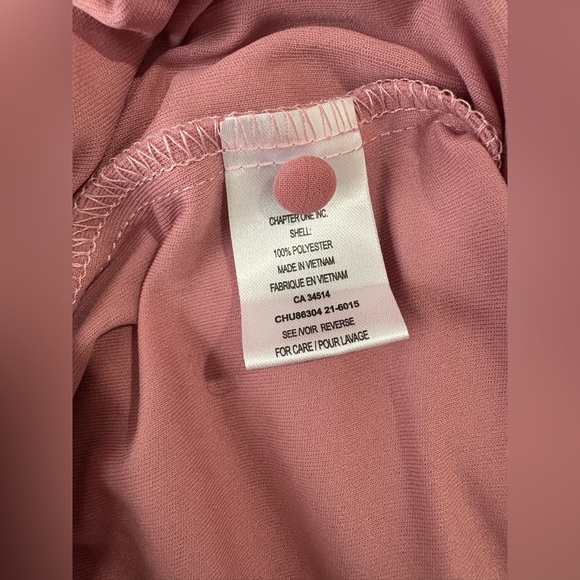 CHAPTER ONE INC.
SHELL:
100% POLYESTER
MADE IN VIETNAM
FABRIQUE EN VIETNAM
CA 34514
CHU86304 21-6015
SEE /VOIR REVERSE
FOR CARE / POUR LAVAGE